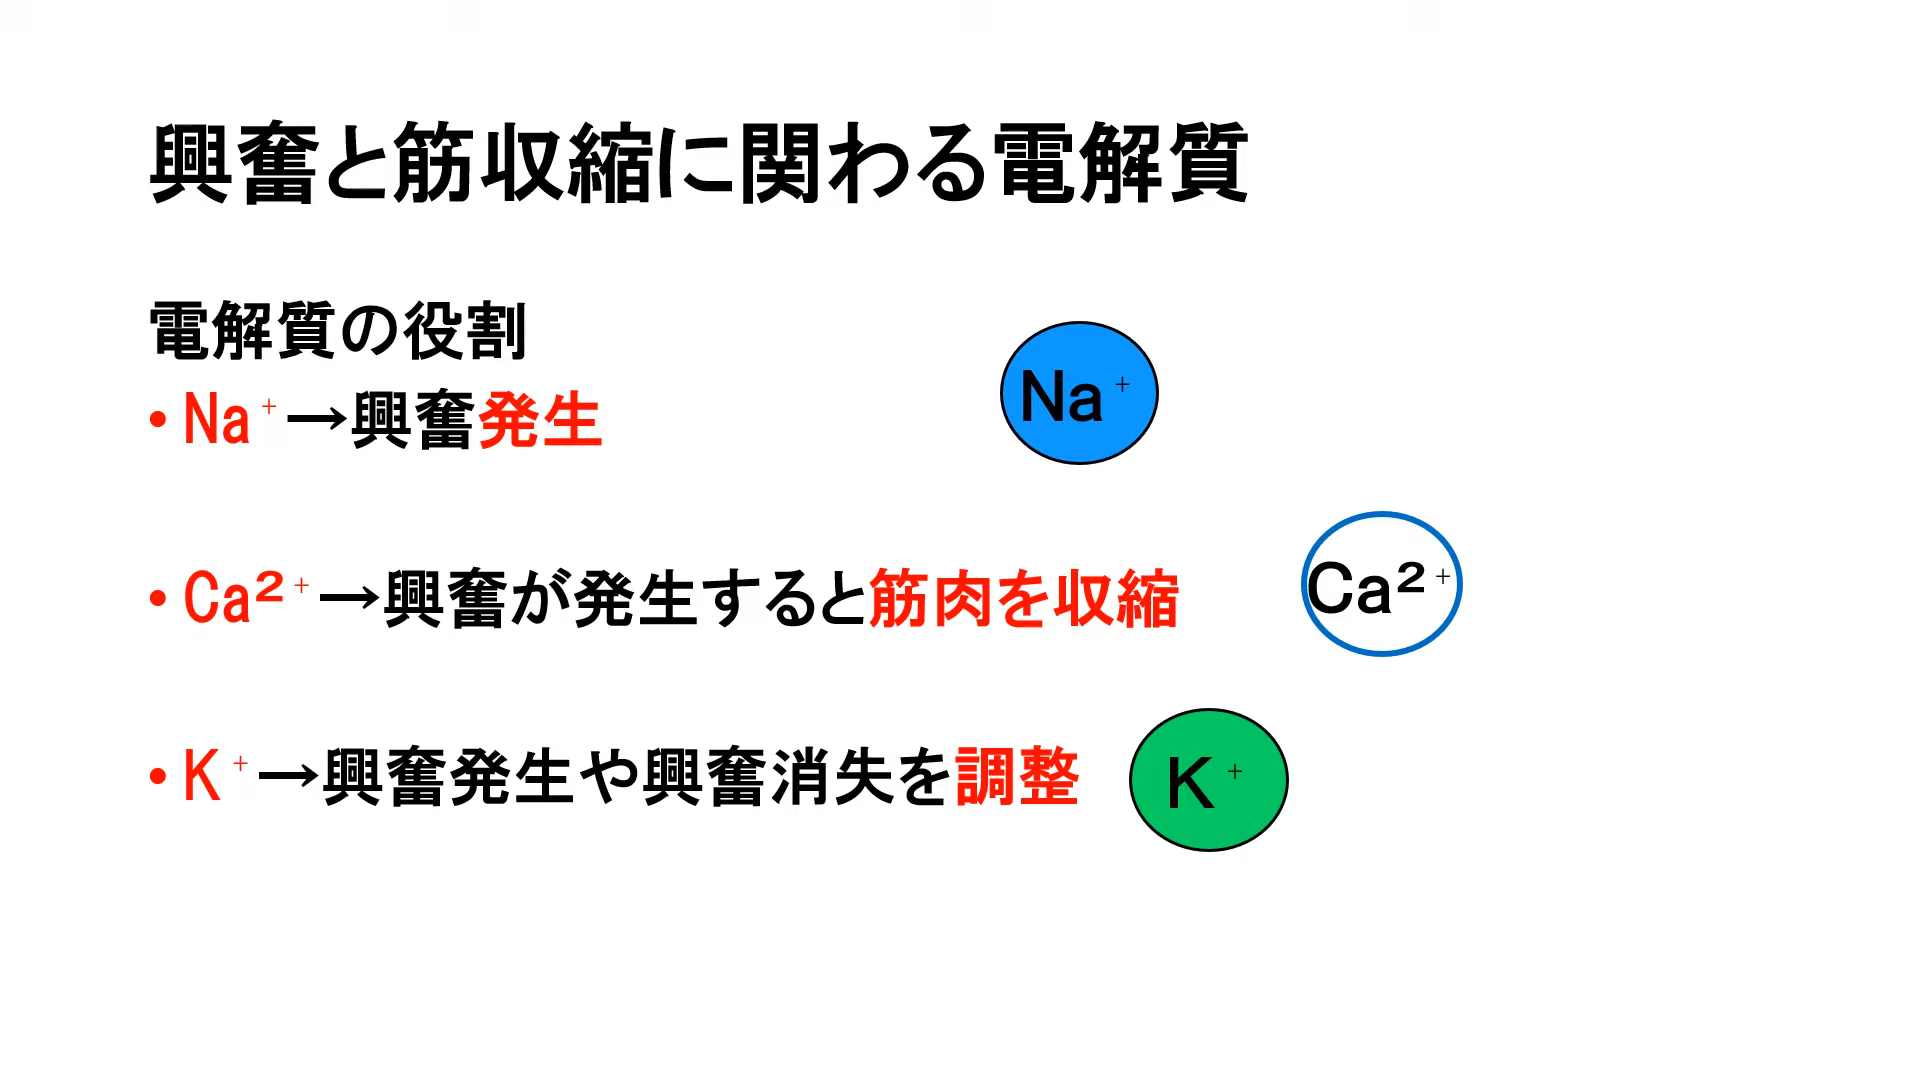 興奮と筋収縮に関わる電解質
電解質の役割
• Na⁺→興奮発生
Na⁺
• Ca²⁺→興奮が発生すると筋肉を収縮
Ca²⁺
• K⁺→興奮発生や興奮消失を調整
K⁺